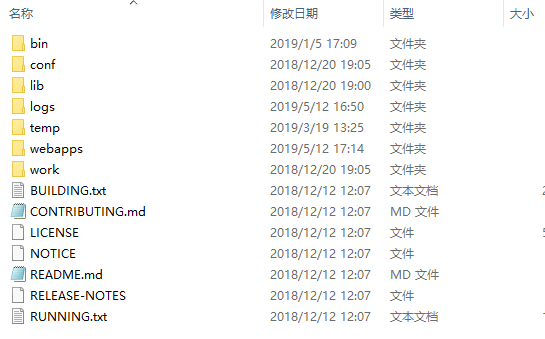 名称 修改日期 类型 大小
bin 2019/1/5 17:09 文件夹
conf 2018/12/20 19:05 文件夹
lib 2018/12/20 19:00 文件夹
logs 2019/5/12 16:50 文件夹
temp 2019/3/19 13:25 文件夹
webapps 2019/5/12 17:14 文件夹
work 2018/12/20 19:05 文件夹
BUILDING.txt 2018/12/12 12:07 文本文档 2
CONTRIBUTING.md 2018/12/12 12:07 MD 文件
LICENSE 2018/12/12 12:07 文件 5
NOTICE 2018/12/12 12:07 文件
README.md 2018/12/12 12:07 MD 文件
RELEASE-NOTES 2018/12/12 12:07 文件
RUNNING.txt 2018/12/12 12:07 文本文档 1